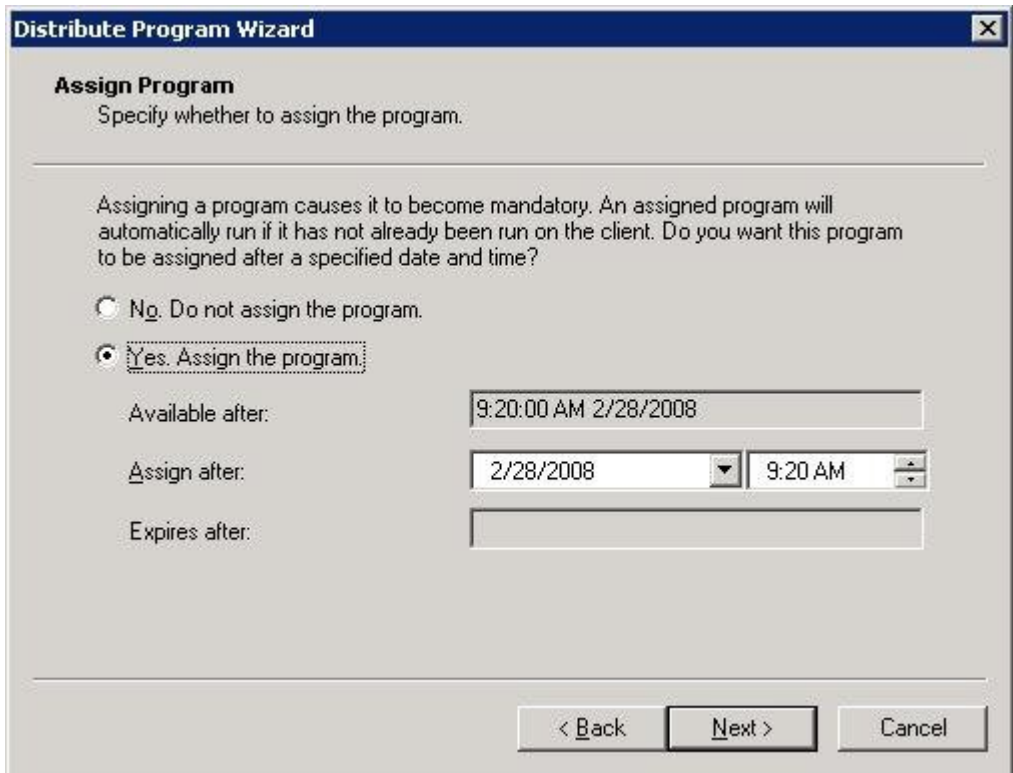 Distribute Program Wizard
Assign Program
Specify whether to assign the program.
Assigning a program causes it to become mandatory. An assigned program will
automatically run if it has not already been run on the client. Do you want this program
to be assigned after a specified date and time?
No. Do not assign the program.
Yes. Assign the program.
Available after: 9:20:00 AM 2/28/2008
Assign after: 2/28/2008 9:20 AM
Expires after:
< Back Next > Cancel